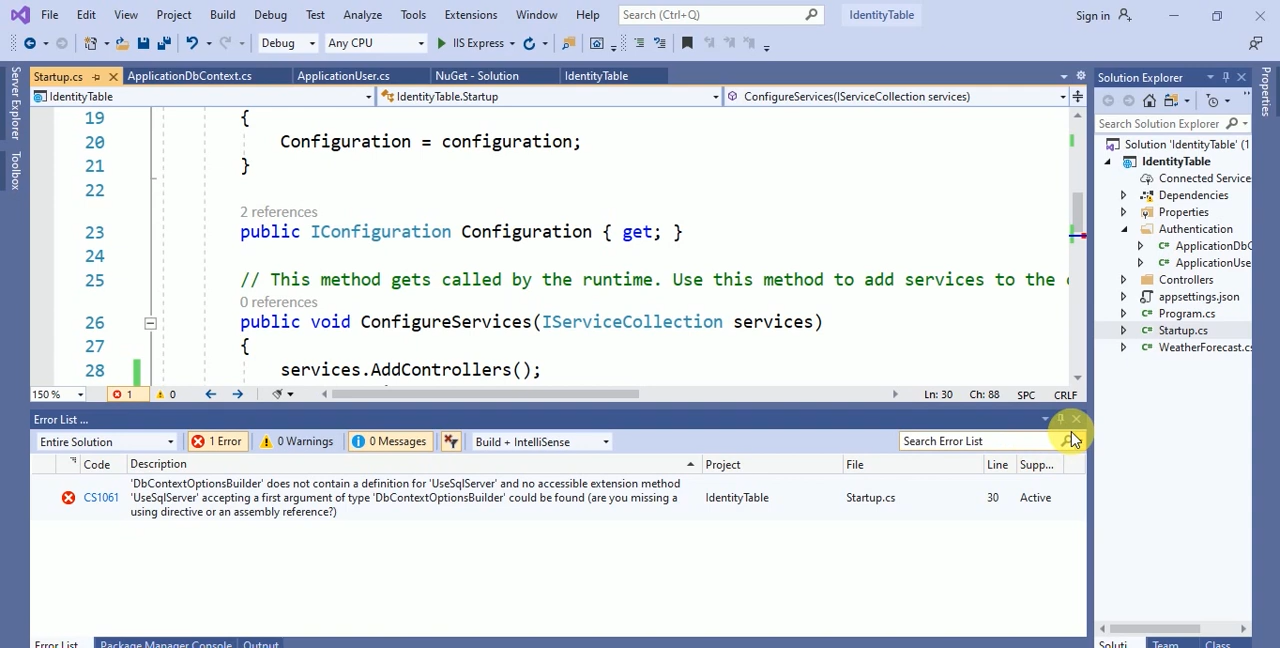 File Edit View Project Build Debug Test Analyze Tools Extensions Window Help Search (Ctrl+Q) IdentityTable Sign in
Debug Any CPU IIS Express
Startup.cs ApplicationDbContext.cs ApplicationUser.cs NuGet - Solution IdentityTable
IdentityTable IdentityTable.Startup ConfigureServices(IServiceCollection services)
Server Explorer
Toolbox
19 {
20 Configuration = configuration;
21 }
22
2 references
23 public IConfiguration Configuration { get; }
24
25 // This method gets called by the runtime. Use this method to add services to the
0 references
26 public void ConfigureServices(IServiceCollection services)
27 {
28 services.AddControllers();
150 % 1 0 Ln: 30 Ch: 88 SPC CRLF
Error List ...
Entire Solution 1 Error 0 Warnings 0 Messages Build + IntelliSense Search Error List
Code Description Project File Line Supp...
CS1061 'DbContextOptionsBuilder' does not contain a definition for 'UseSqlServer' and no accessible extension method
'UseSqlServer' accepting a first argument of type 'DbContextOptionsBuilder' could be found (are you missing a
using directive or an assembly reference?)
IdentityTable Startup.cs 30 Active
Error List Package Manager Console Output
Solution Explorer
Search Solution Explorer
Solution 'IdentityTable' (1
IdentityTable
Connected Service
Dependencies
Properties
Authentication
C# ApplicationDbC
C# ApplicationUse
Controllers
appsettings.json
C# Program.cs
C# Startup.cs
C# WeatherForecast.cs
Soluti... Team... Class...
Properties